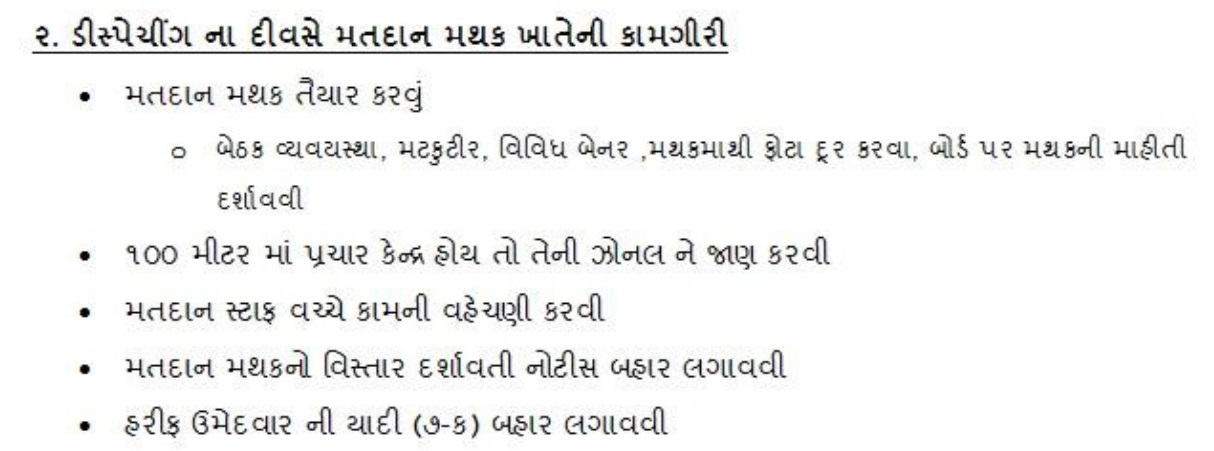 ૨. ડીસ્પેચીંગ ના દીવસે મતદાન મથક ખાતેની કામગીરી
• મતદાન મથક તૈયાર કરવું
o બેઠક વ્યવયસ્થા, મટકુટીર, વિવિધ બેનર ,મથકમાથી ફોટા દૂર કરવા, બોર્ડ પર મથકની માહીતી
દર્શાવવી
• ૧૦૦ મીટર માં પ્રચાર કેન્દ્ર હોય તો તેની ઝોનલ ને જાણ કરવી
• મતદાન સ્ટાફ વચ્ચે કામની વહેચણી કરવી
• મતદાન મથકનો વિસ્તાર દર્શાવતી નોટીસ બહાર લગાવવી
• હરીફ ઉમેદવાર ની યાદી (૭-ક) બહાર લગાવવી